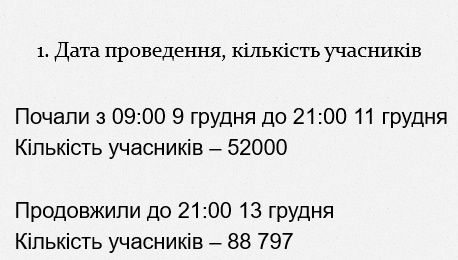 1. Дата проведення, кількість учасників
Почали з 09:00 9 грудня до 21:00 11 грудня
Кількість учасників – 52000
Продовжили до 21:00 13 грудня
Кількість учасників – 88 797